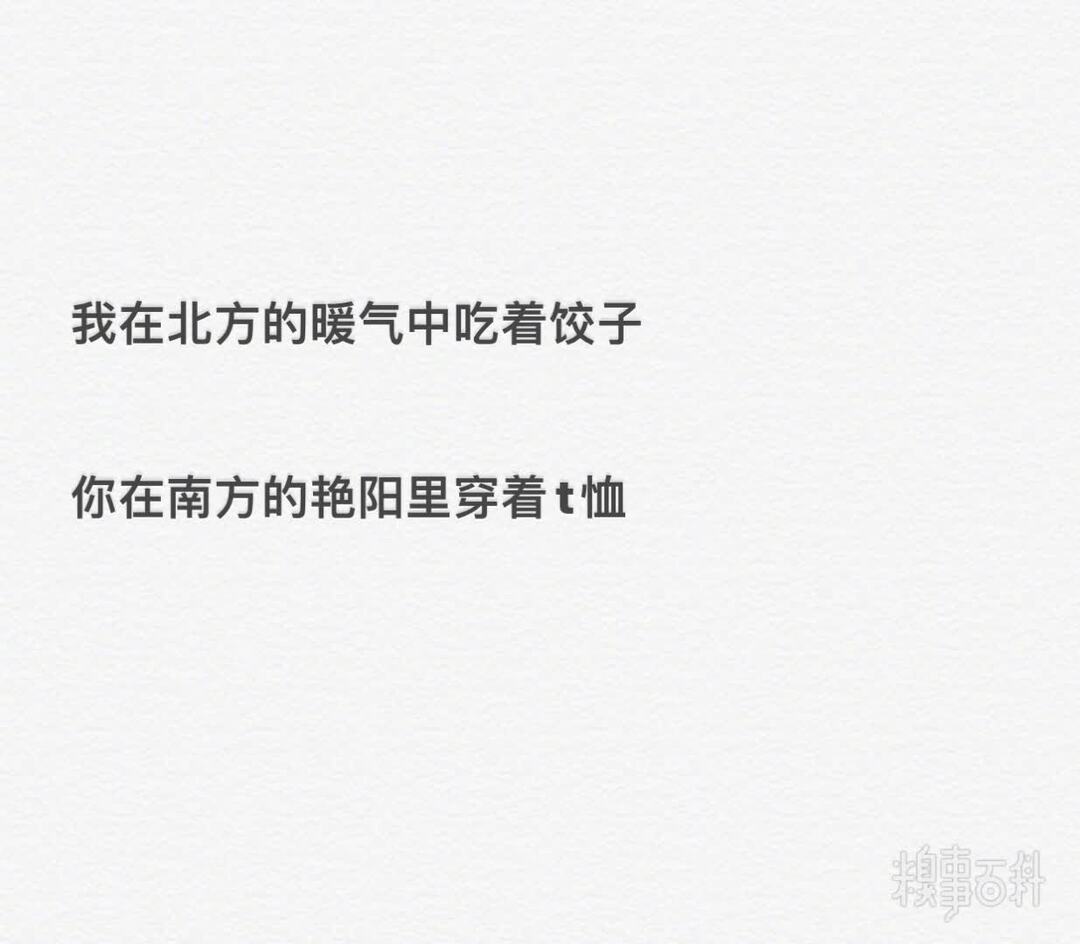 我在北方的暖气中吃着饺子
你在南方的艳阳里穿着t恤
糗事百科